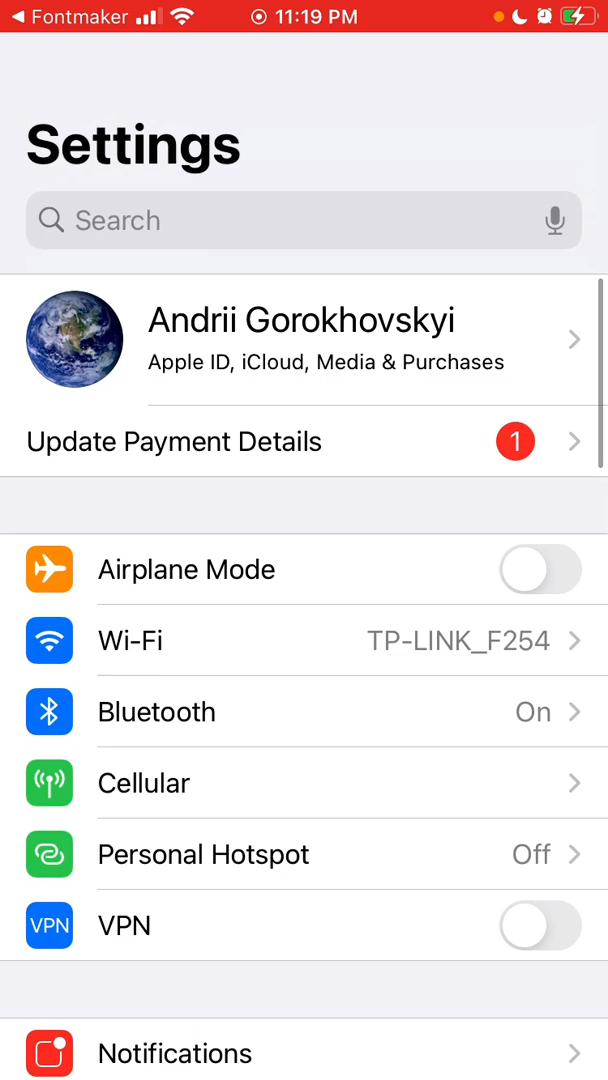 Fontmaker 11:19 PM
Settings
Search
Andrii Gorokhovskyi
Apple ID, iCloud, Media & Purchases
Update Payment Details 1
Airplane Mode
Wi-Fi TP-LINK_F254
Bluetooth On
Cellular
Personal Hotspot Off
VPN VPN
Notifications